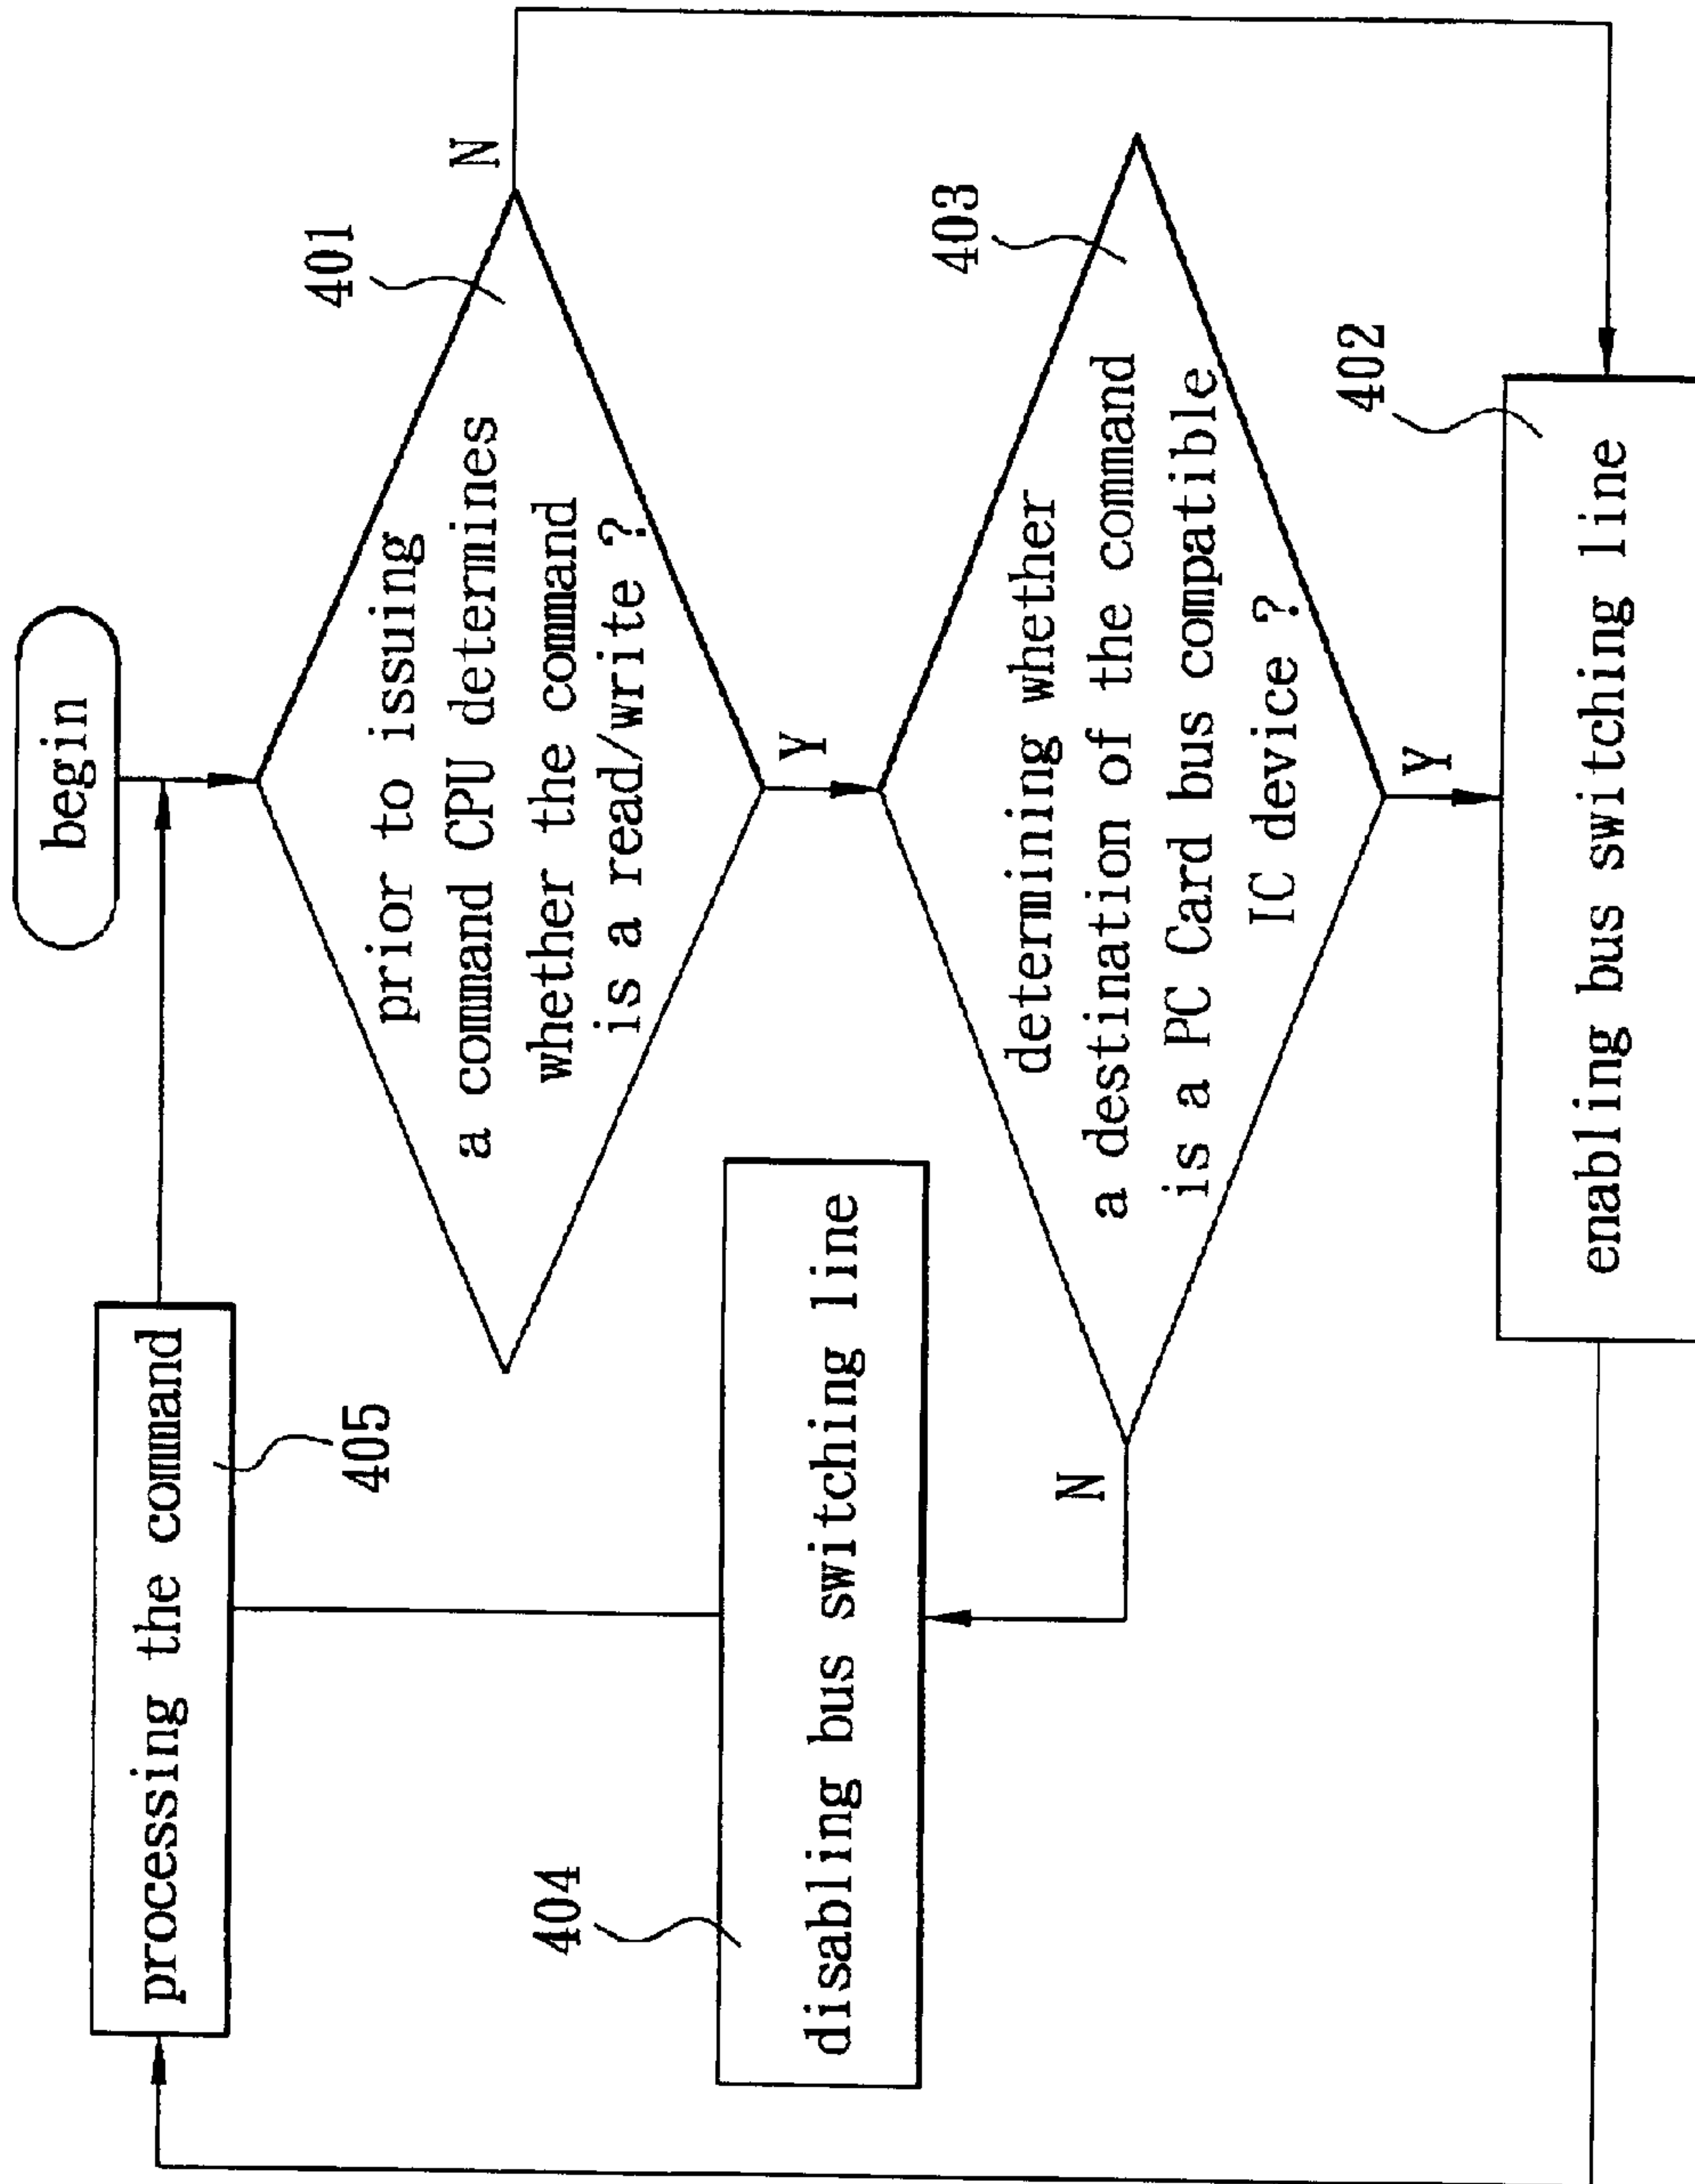 begin
401
prior to issuing
a command CPU determines
whether the command
is a read/write ?
N
Y
403
determining whether
a destination of the command
is a PC Card bus compatible
IC device ?
N
Y
402
enabling bus switching line
404
disabling bus switching line
processing the command
405